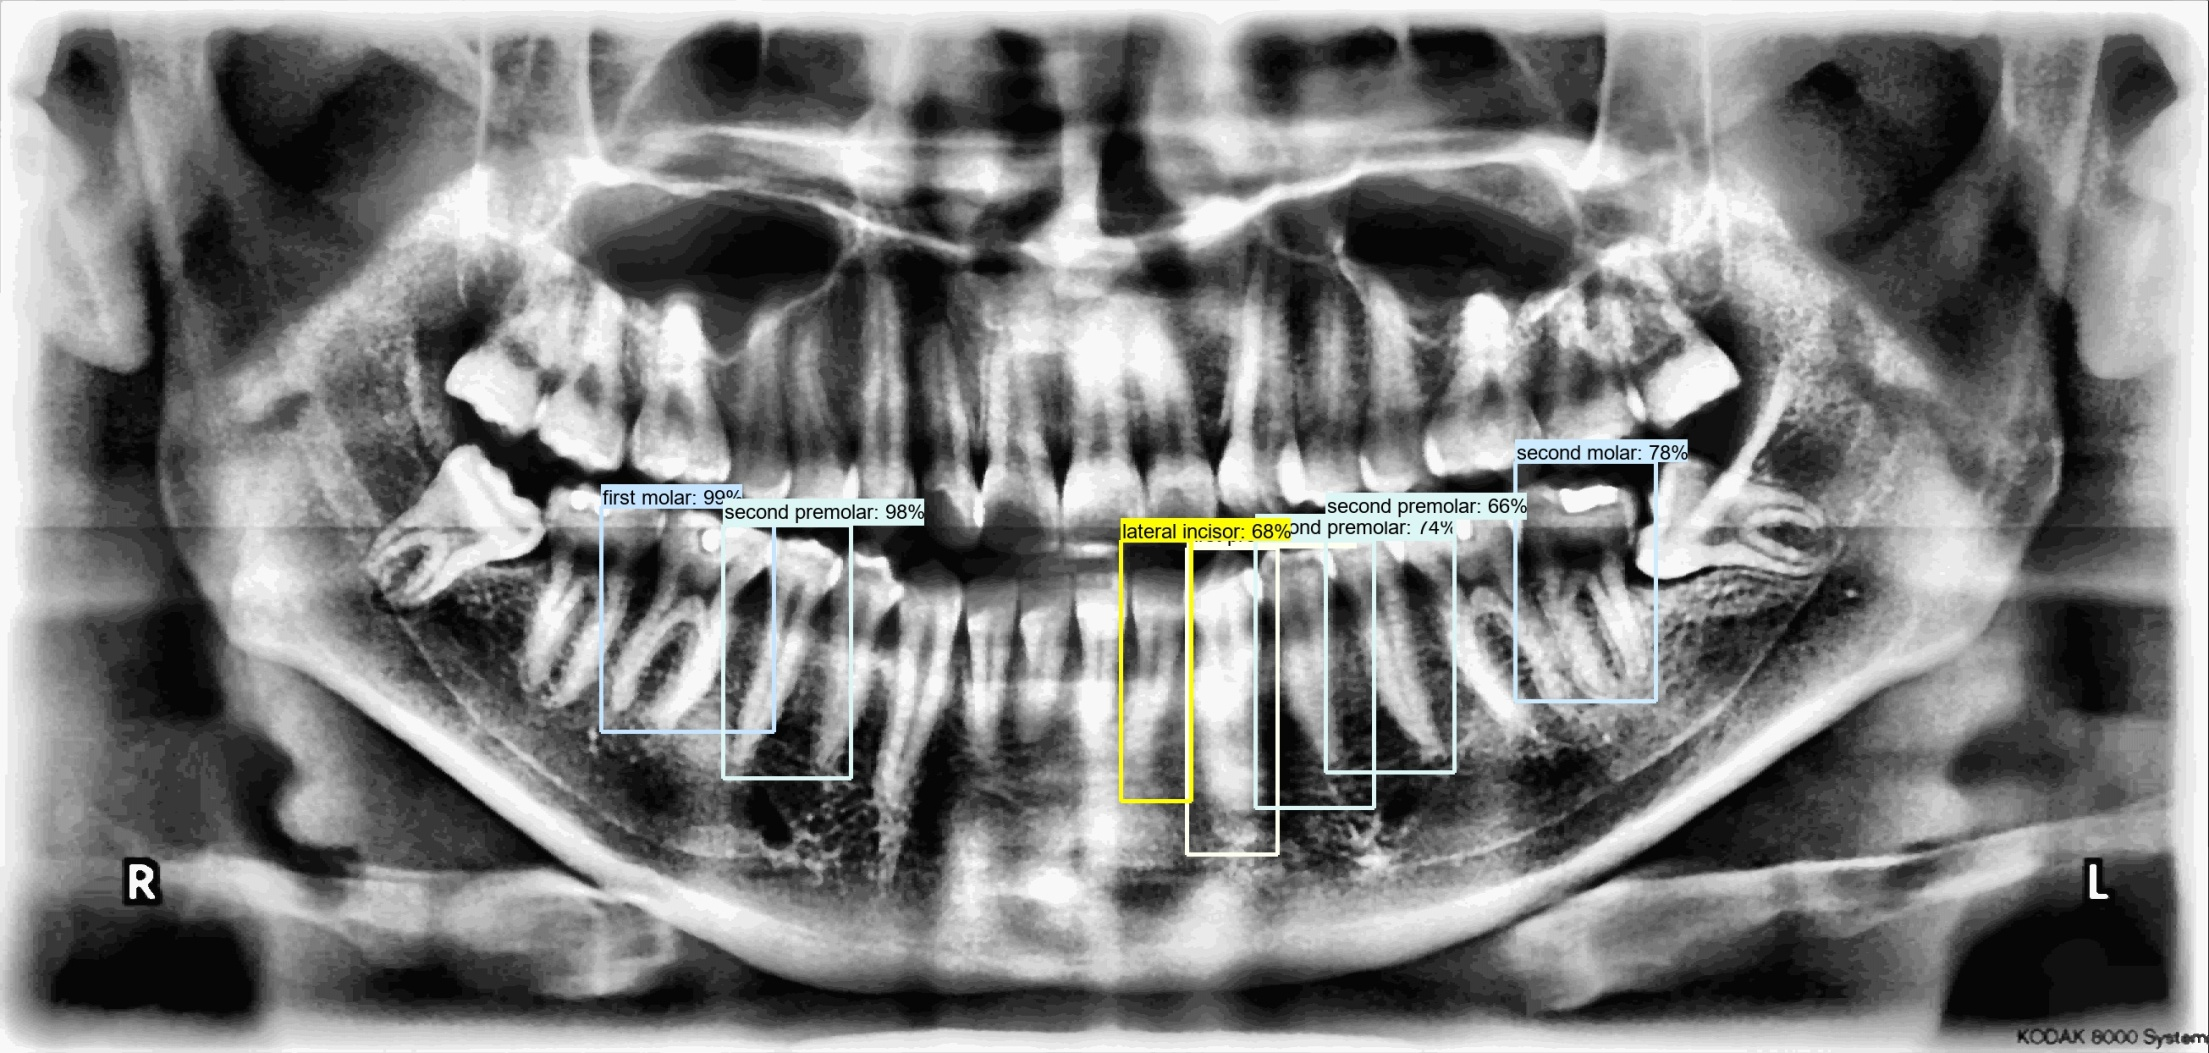 second molar: 78%
first molar: 99%
second premolar: 98%
second premolar: 66%
lateral incisor: 68%
ond premolar: 74%
R
L
KODAK 8000 System